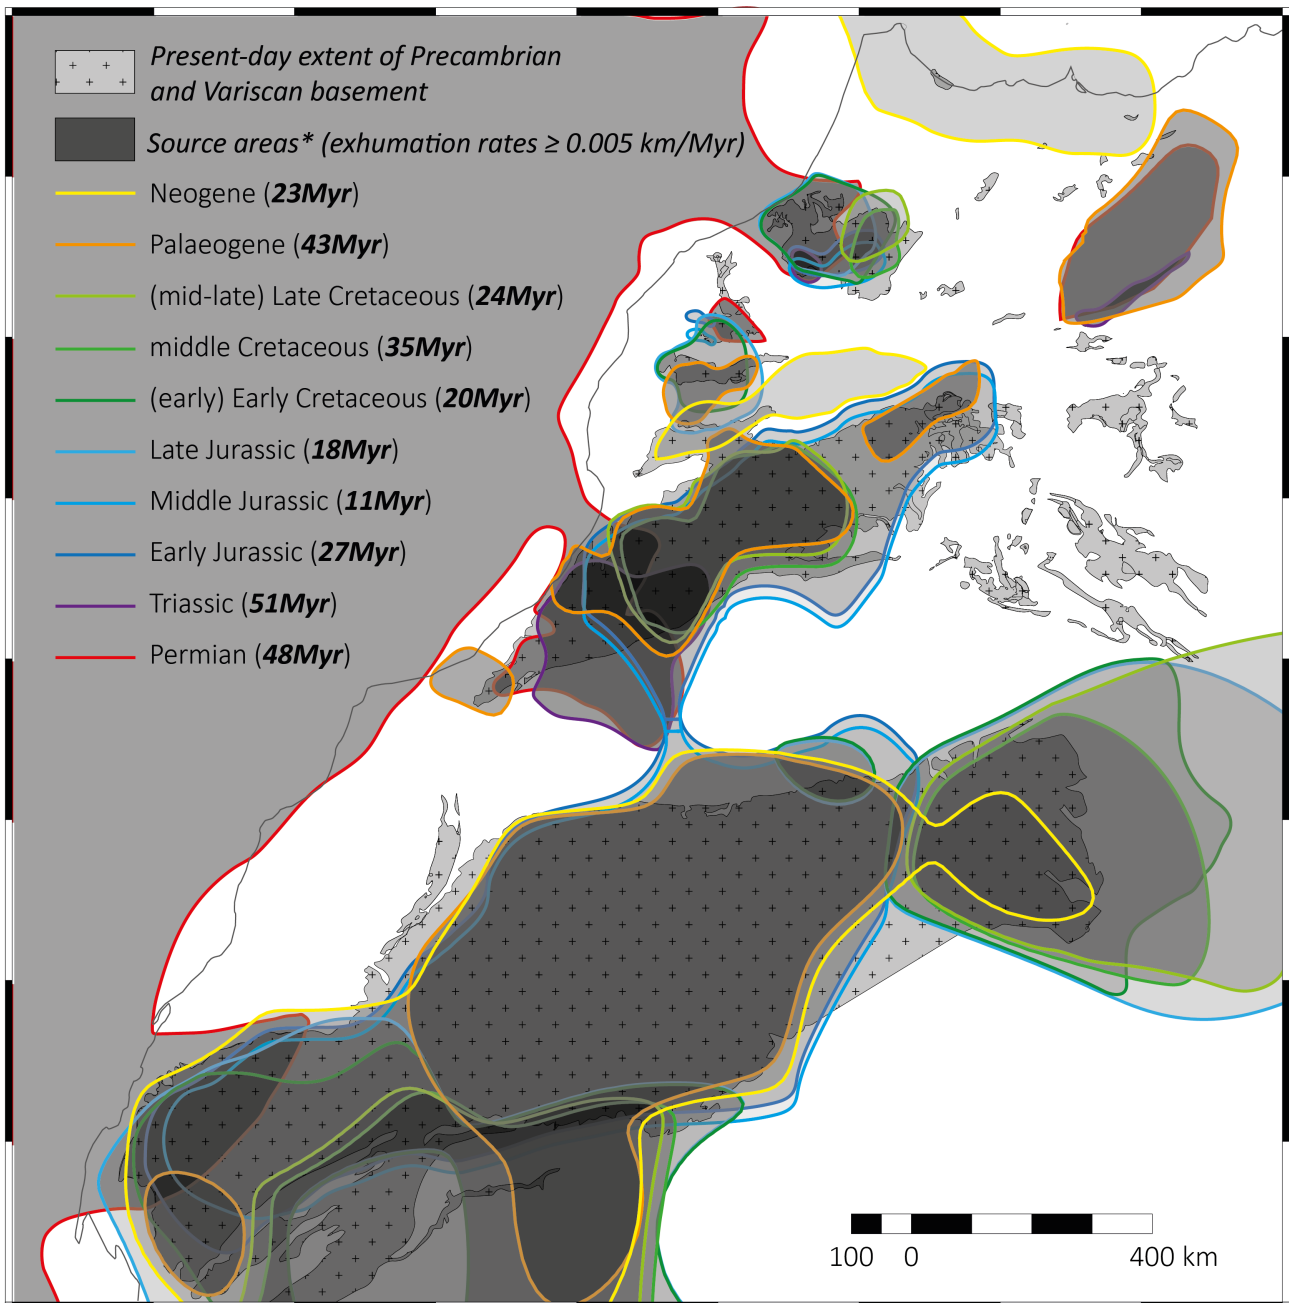 Present-day extent of Precambrian
and Variscan basement
Source areas* (exhumation rates ≥ 0.005 km/Myr)
Neogene (23Myr)
Palaeogene (43Myr)
(mid-late) Late Cretaceous (24Myr)
middle Cretaceous (35Myr)
(early) Early Cretaceous (20Myr)
Late Jurassic (18Myr)
Middle Jurassic (11Myr)
Early Jurassic (27Myr)
Triassic (51Myr)
Permian (48Myr)
100 0 400 km